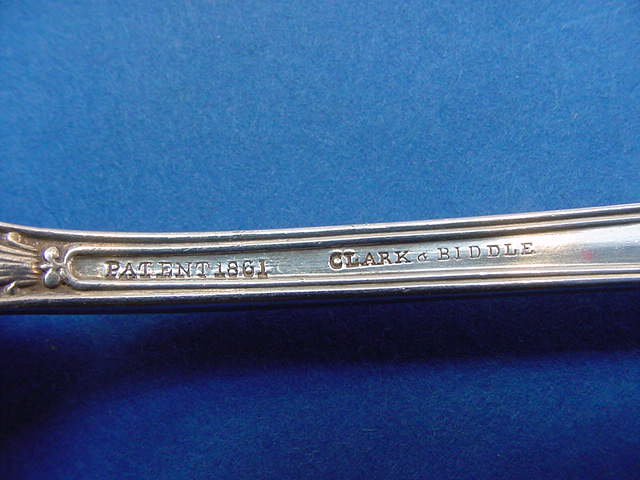 PATENT 1861 CLARK & BIDDLE